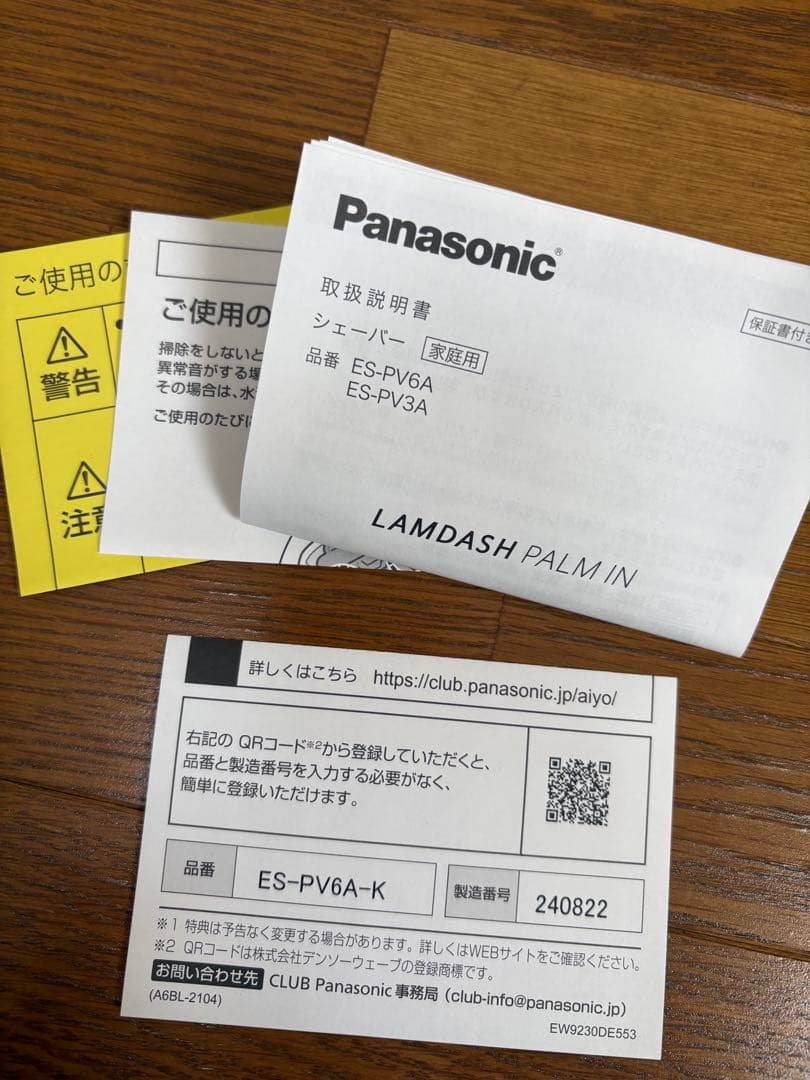 Panasonic®
取扱説明書
シェーバー 家庭用
品番 ES-PV6A
ES-PV3A
保証書付き
LAMDASH PALM IN
ご使用の
掃除をしないと
異常音がする場
その場合は、水
ご使用のたびに
ご使用の
警告
注意
詳しくはこちら https://club.panasonic.jp/aiyo/
右記の QRコード※2から登録していただくと、
品番と製造番号を入力する必要がなく、
簡単に登録いただけます。
品番 ES-PV6A-K 製造番号 240822
※1 特典は予告なく変更する場合があります。詳しくはWEBサイトをご確認ください。
※2 QRコードは株式会社デンソーウェーブの登録商標です。
お問い合わせ先 CLUB Panasonic 事務局（club-info@panasonic.jp）
(A6BL-2104)
EW9230DE553